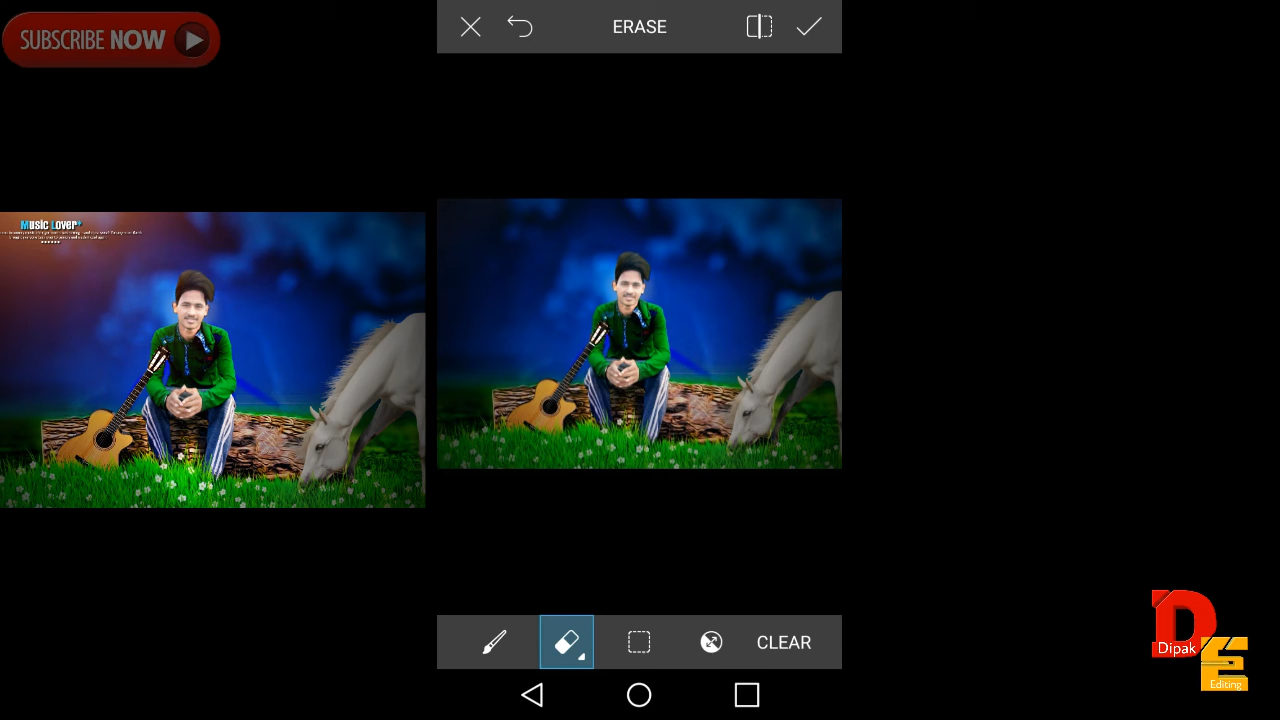 SUBSCRIBE NOW
ERASE
Music Lover
CLEAR
D
Dipak
E
Editing